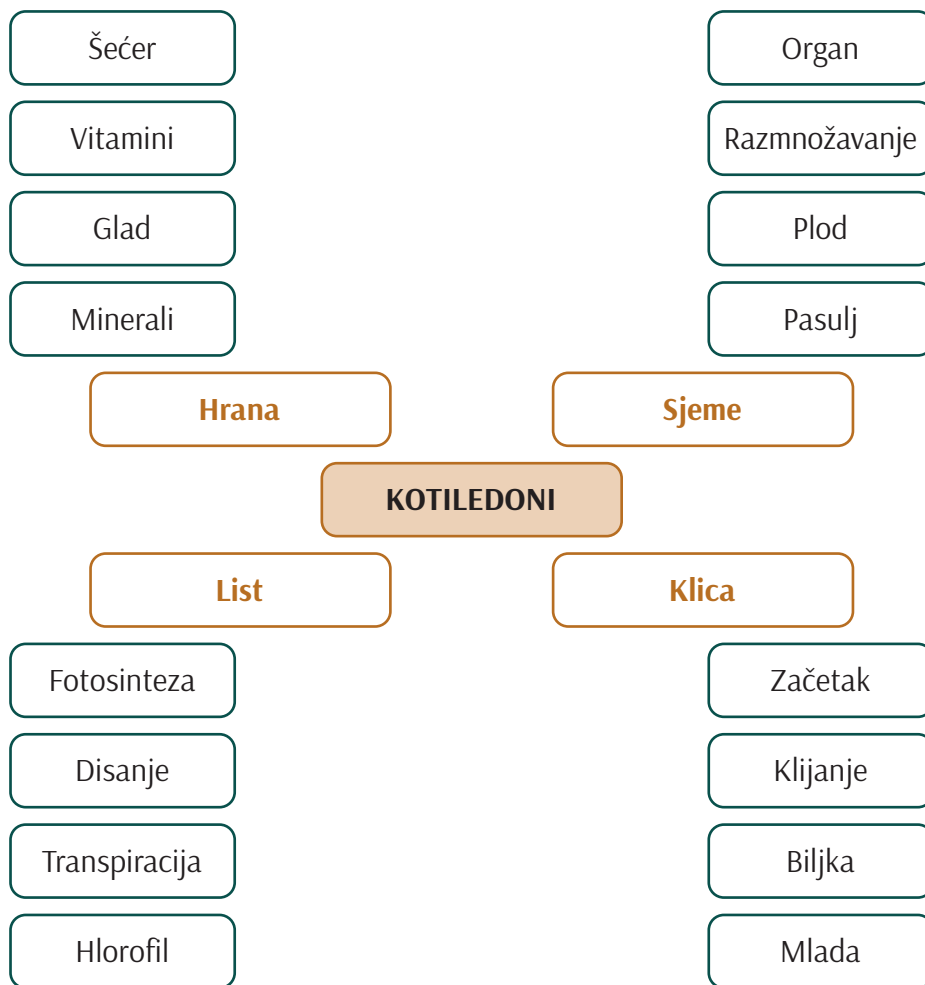 Šećer
Organ
Vitamini
Razmnožavanje
Glad
Plod
Minerali
Pasulj
Hrana
Sjeme
KOTILEDONI
List
Klica
Fotosinteza
Začetak
Disanje
Klijanje
Transpiracija
Biljka
Hlorofil
Mlada